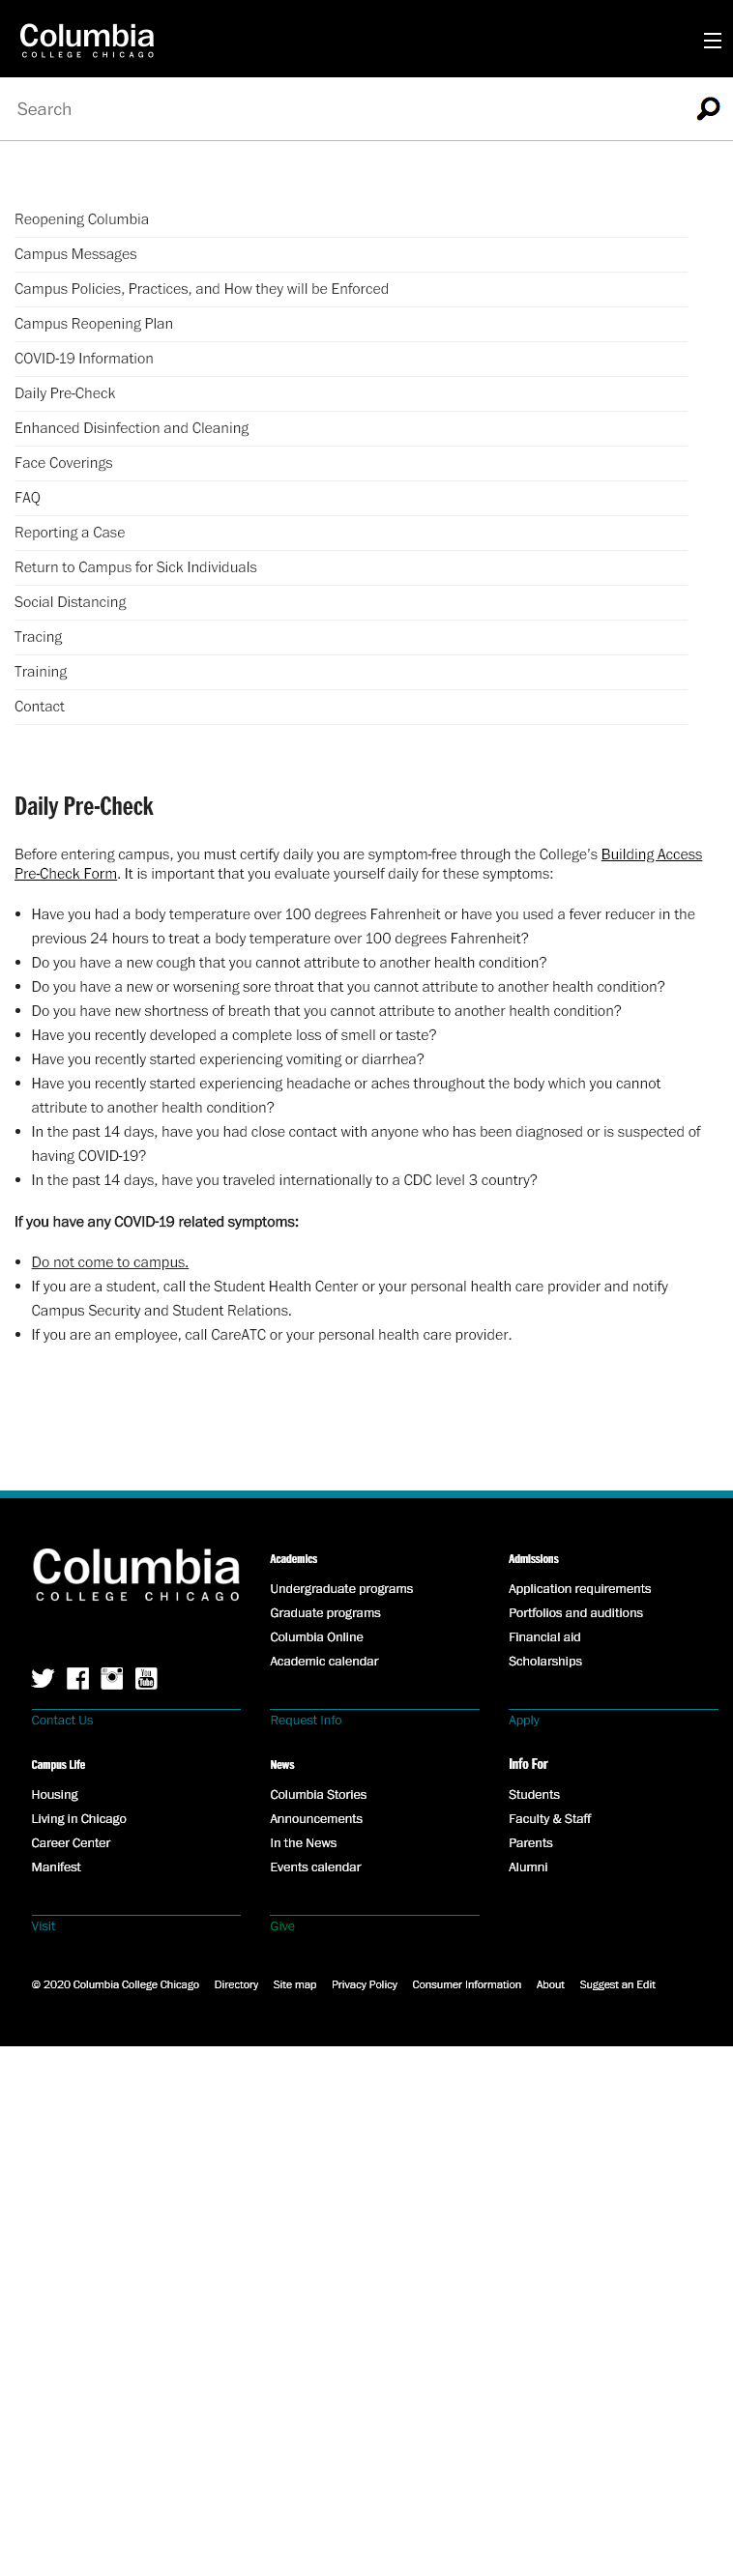 Columbia
COLLEGE CHICAGO
Search
Reopening Columbia
Campus Messages
Campus Policies, Practices, and How they will be Enforced
Campus Reopening Plan
COVID-19 Information
Daily Pre-Check
Enhanced Disinfection and Cleaning
Face Coverings
FAQ
Reporting a Case
Return to Campus for Sick Individuals
Social Distancing
Tracing
Training
Contact
Daily Pre-Check
Before entering campus, you must certify daily you are symptom-free through the College’s Building Access
Pre-Check Form. It is important that you evaluate yourself daily for these symptoms:
• Have you had a body temperature over 100 degrees Fahrenheit or have you used a fever reducer in the
previous 24 hours to treat a body temperature over 100 degrees Fahrenheit?
• Do you have a new cough that you cannot attribute to another health condition?
• Do you have a new or worsening sore throat that you cannot attribute to another health condition?
• Do you have new shortness of breath that you cannot attribute to another health condition?
• Have you recently developed a complete loss of smell or taste?
• Have you recently started experiencing vomiting or diarrhea?
• Have you recently started experiencing headache or aches throughout the body which you cannot
attribute to another health condition?
• In the past 14 days, have you had close contact with anyone who has been diagnosed or is suspected of
having COVID-19?
• In the past 14 days, have you traveled internationally to a CDC level 3 country?
If you have any COVID-19 related symptoms:
• Do not come to campus.
• If you are a student, call the Student Health Center or your personal health care provider and notify
Campus Security and Student Relations.
• If you are an employee, call CareATC or your personal health care provider.
Columbia
COLLEGE CHICAGO
You
Tube
Contact Us
Academics
Undergraduate programs
Graduate programs
Columbia Online
Academic calendar
Request Info
Admissions
Application requirements
Portfolios and auditions
Financial aid
Scholarships
Apply
Campus Life
Housing
Living in Chicago
Career Center
Manifest
Visit
News
Columbia Stories
Announcements
In the News
Events calendar
Give
Info For
Students
Faculty & Staff
Parents
Alumni
© 2020 Columbia College Chicago Directory Site map Privacy Policy Consumer Information About Suggest an Edit